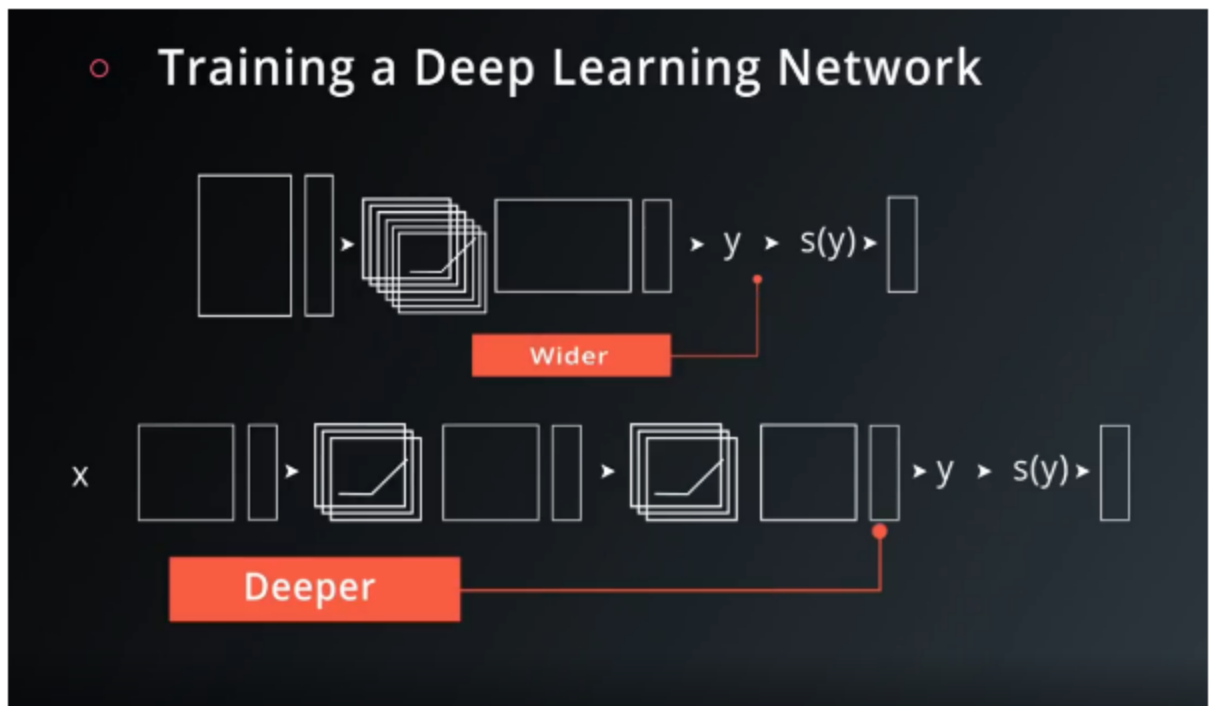 Training a Deep Learning Network
y s(y)
Wider
x y s(y)
Deeper